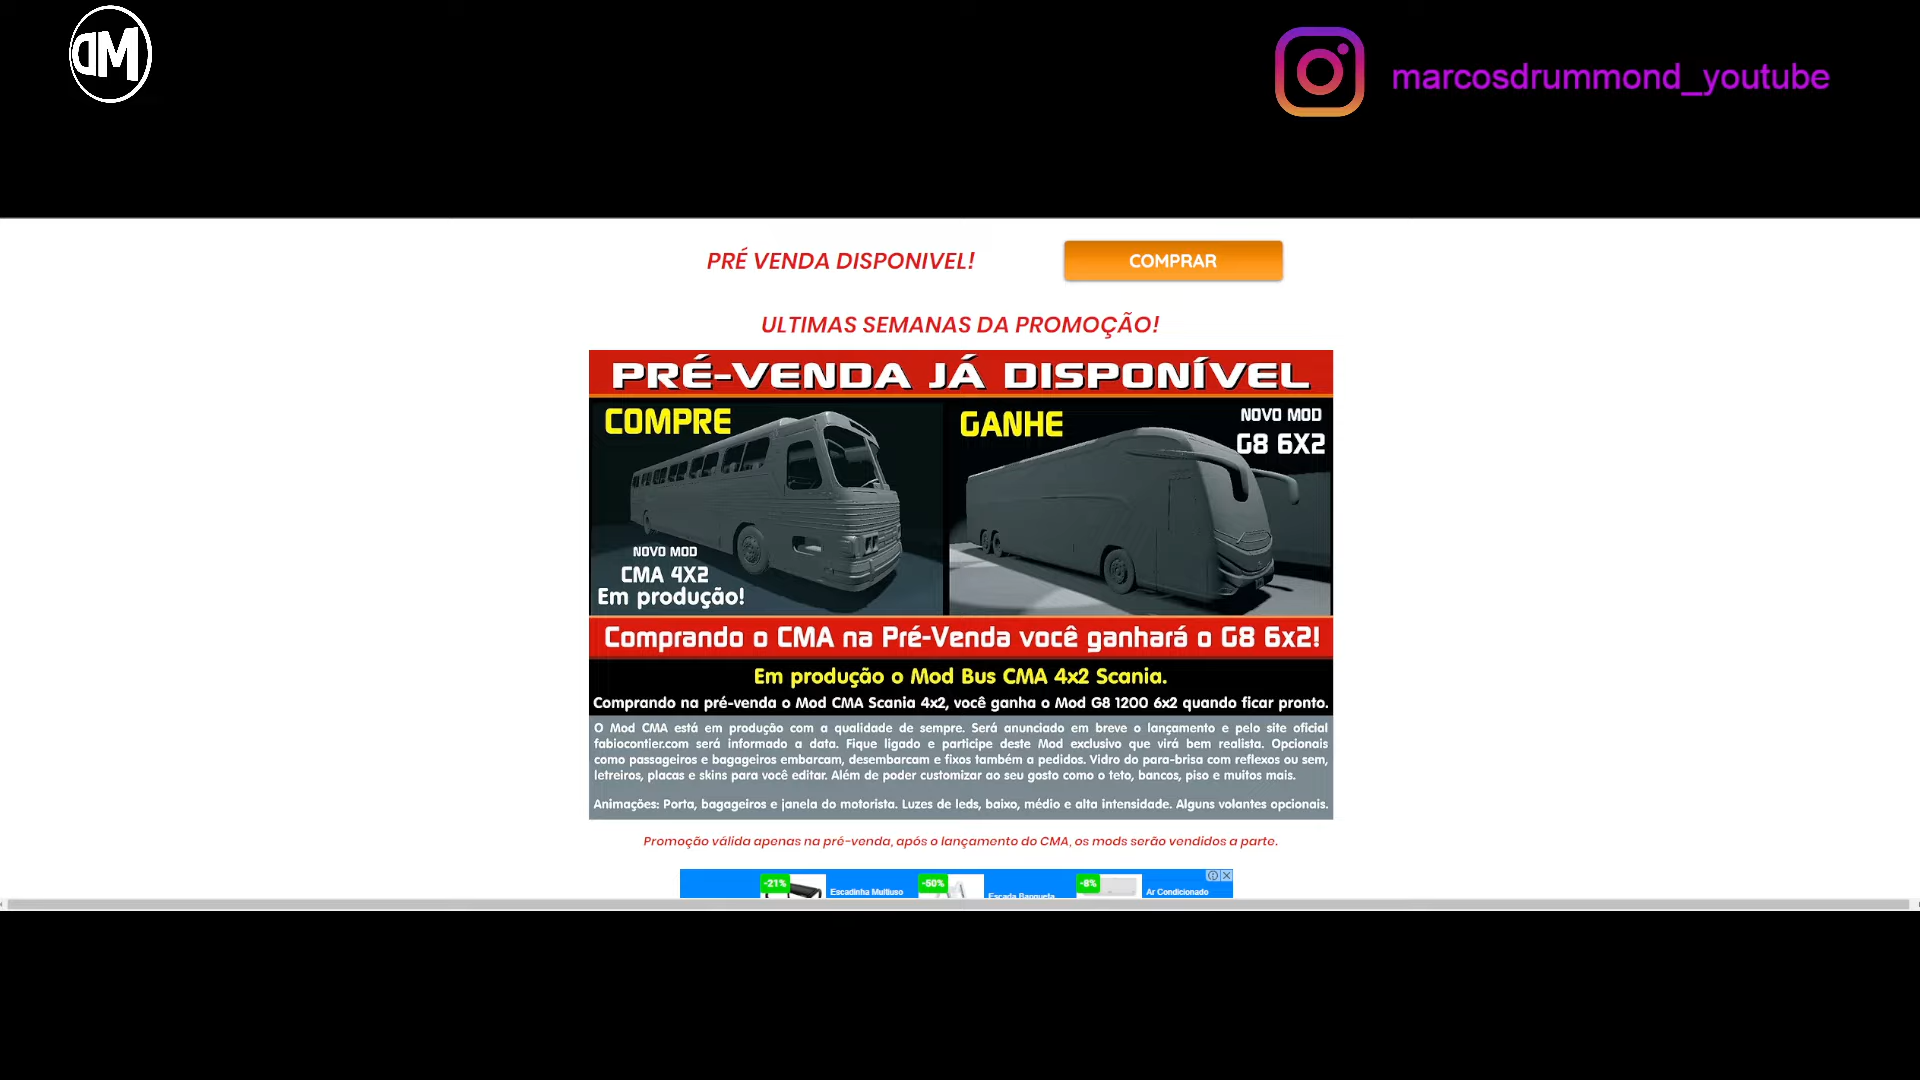 DM
marcosdrummond_youtube
PRÉ VENDA DISPONIVEL!
COMPRAR
ULTIMAS SEMANAS DA PROMOÇÃO!
PRÉ-VENDA JÁ DISPONÍVEL
COMPRE
GANHE
NOVO MOD
G8 6X2
NOVO MOD
CMA 4X2
Em produção!
Comprando o CMA na Pré-Venda você ganhará o G8 6x2!
Em produção o Mod Bus CMA 4x2 Scania.
Comprando na pré-venda o Mod CMA Scania 4x2, você ganha o Mod G8 1200 6x2 quando ficar pronto.
O Mod CMA está em produção com a qualidade de sempre. Será anunciado em breve o lançamento e pelo site oficial
fabiocontier.com será informado a data. Fique ligado e participe deste Mod exclusivo que virá bem realista. Opcionais
como passageiros e bagageiros embarcam, desembarcam e fixos também a pedidos. Vidro do para-brisa com reflexos ou sem,
letreiros, placas e skins para você editar. Além de poder customizar ao seu gosto como o teto, bancos, piso e muitos mais.
Animações: Porta, bagageiros e janela do motorista. Luzes de leds, baixo, médio e alta intensidade. Alguns volantes opcionais.
Promoção válida apenas na pré-venda, após o lançamento do CMA, os mods serão vendidos a parte.
-21%
Escadinha Multiuso
-50%
Escada Banqueta
-8%
Ar Condicionado